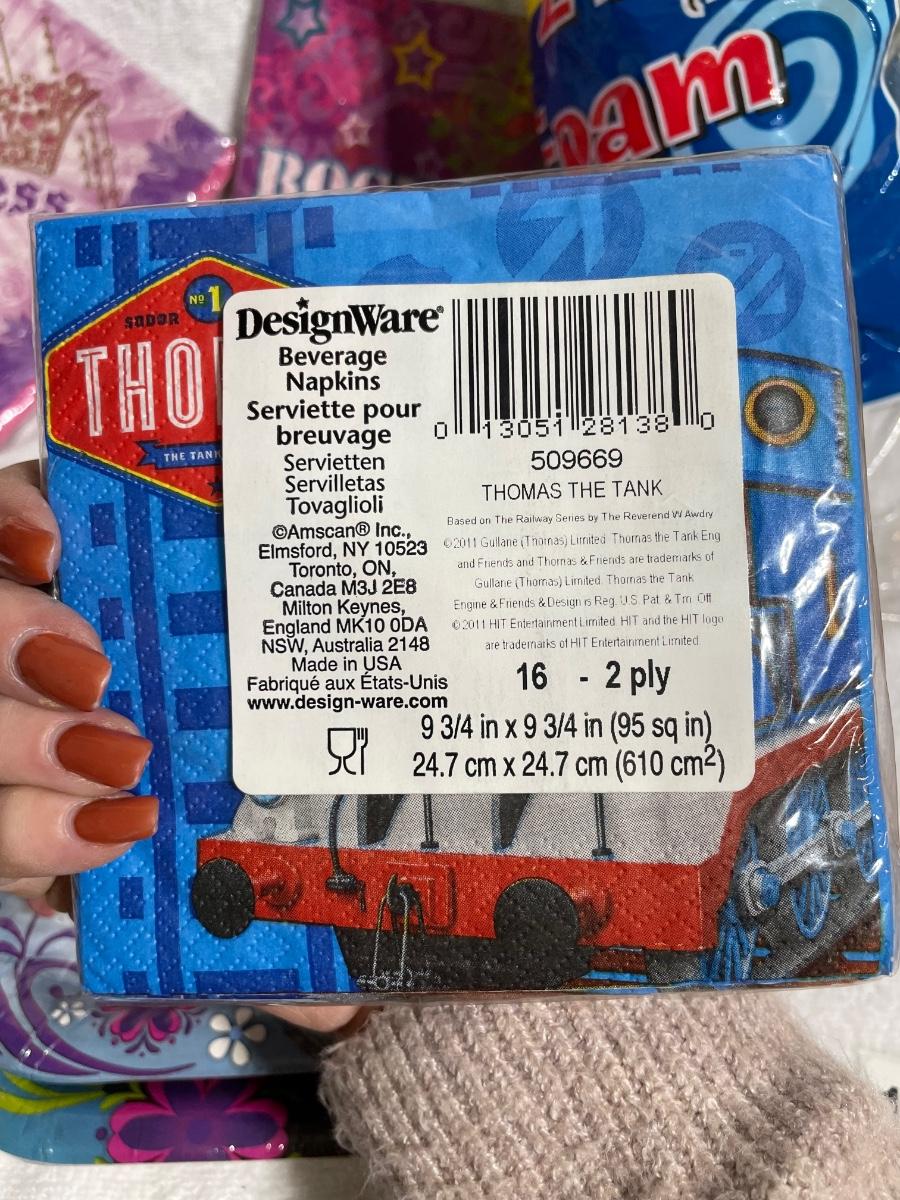 ess
ROC
oam
No 1
SODOR
THO
THE TANK
DesignWare®
Beverage
Napkins
Serviette pour
breuvage
Servietten
Servilletas
Tovaglioli
©Amscan® Inc.,
Elmsford, NY 10523
Toronto, ON,
Canada M3J 2E8
Milton Keynes,
England MK10 0DA
NSW, Australia 2148
Made in USA
Fabriqué aux États-Unis
www.design-ware.com
0 13051 28138 0
509669
THOMAS THE TANK
Based on The Railway Series by The Reverend W Awdry
©2011 Gullane (Thomas) Limited Thomas the Tank Eng
and Friends and Thomas & Friends are trademarks of
Gullane (Thomas) Limited. Thomas the Tank
Engine & Friends & Design is Reg. U.S. Pat. & Tm. Off
©2011 HIT Entertainment Limited. HIT and the HIT logo
are trademarks of HIT Entertainment Limited.
16 - 2 ply
9 3/4 in x 9 3/4 in (95 sq in)
24.7 cm x 24.7 cm (610 cm²)